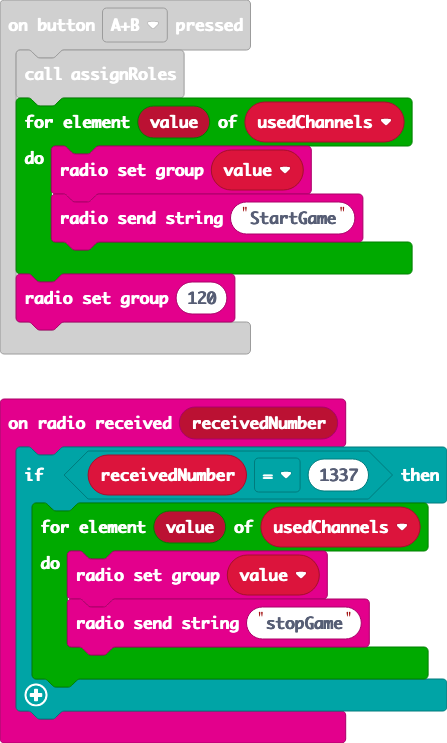 on button A+B pressed
call assignRoles
for element value of usedChannels
do
radio set group value
radio send string "StartGame"
radio set group 120
on radio received receivedNumber
if receivedNumber = 1337 then
for element value of usedChannels
do
radio set group value
radio send string "stopGame"